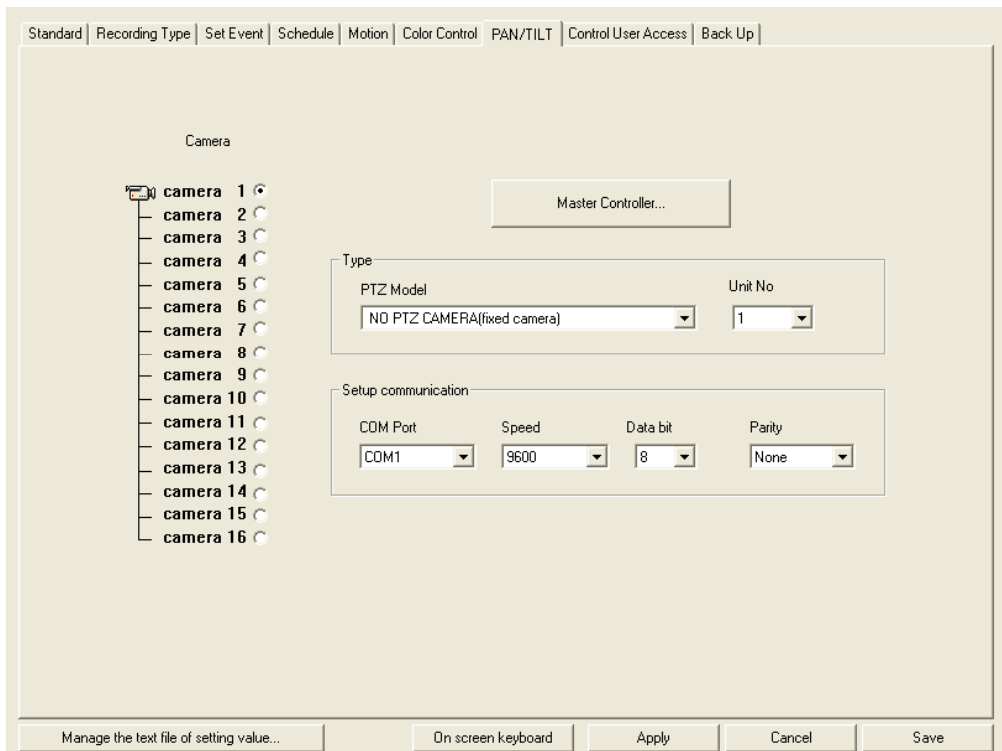 Standard Recording Type Set Event Schedule Motion Color Control PAN/TILT Control User Access Back Up
Camera
camera 1
camera 2
camera 3
camera 4
camera 5
camera 6
camera 7
camera 8
camera 9
camera 10
camera 11
camera 12
camera 13
camera 14
camera 15
camera 16
Master Controller...
Type
PTZ Model Unit No
NO PTZ CAMERA(fixed camera) 1
Setup communication
COM Port Speed Data bit Parity
COM1 9600 8 None
Manage the text file of setting value... On screen keyboard Apply Cancel Save